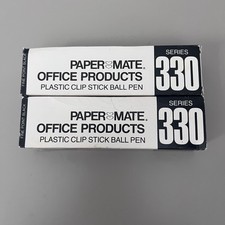 PAPER MATE®
OFFICE PRODUCTS
PLASTIC CLIP STICK BALL PEN
SERIES
330
PAPER MATE®
OFFICE PRODUCTS
PLASTIC CLIP STICK BALL PEN
SERIES
330